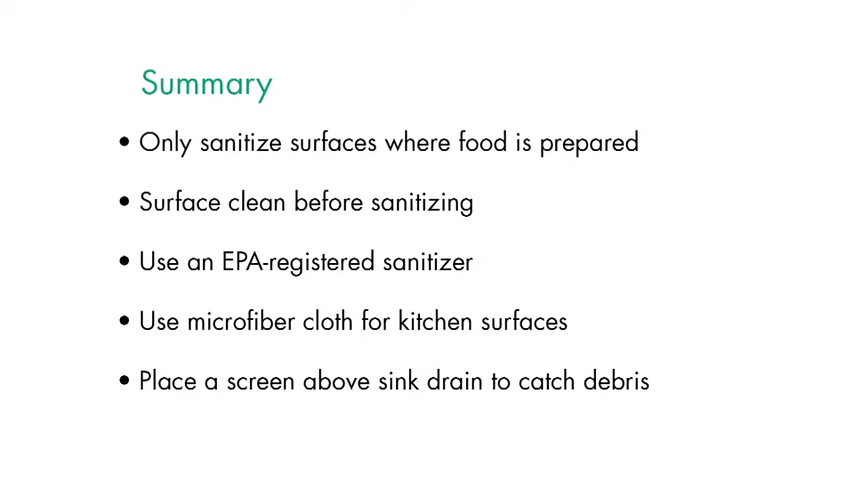 Summary
• Only sanitize surfaces where food is prepared
• Surface clean before sanitizing
• Use an EPA-registered sanitizer
• Use microfiber cloth for kitchen surfaces
• Place a screen above sink drain to catch debris